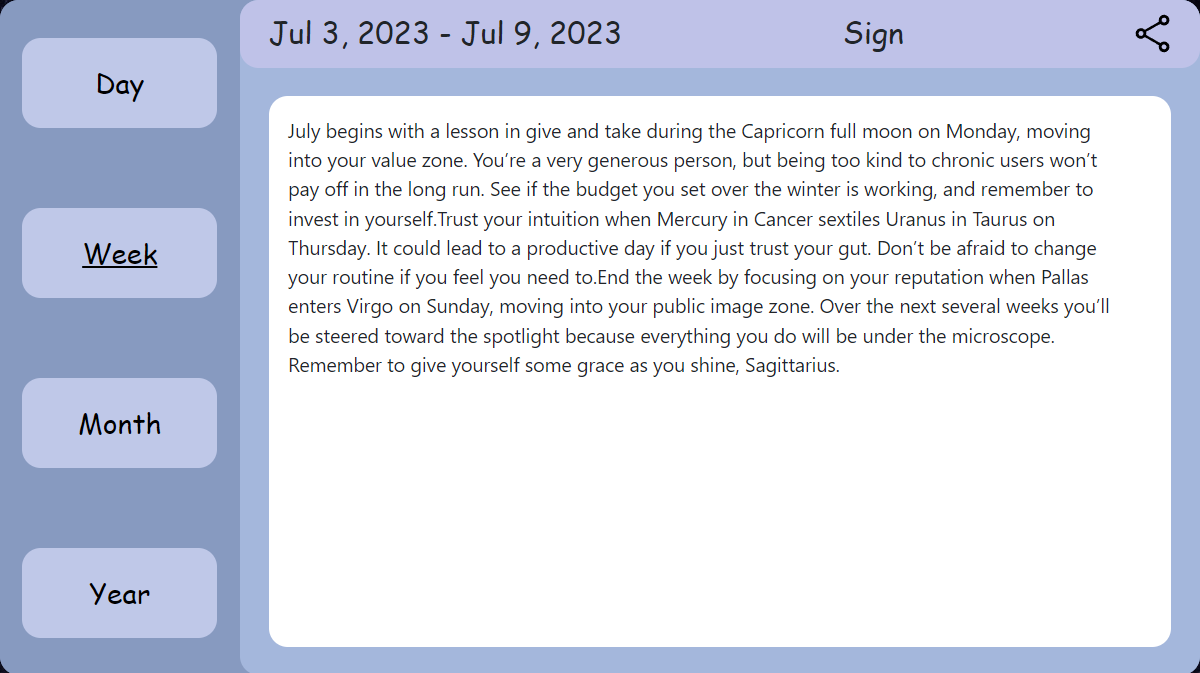 Jul 3, 2023 - Jul 9, 2023
Sign
Day
Week
Month
Year
July begins with a lesson in give and take during the Capricorn full moon on Monday, moving
into your value zone. You’re a very generous person, but being too kind to chronic users won’t
pay off in the long run. See if the budget you set over the winter is working, and remember to
invest in yourself.Trust your intuition when Mercury in Cancer sextiles Uranus in Taurus on
Thursday. It could lead to a productive day if you just trust your gut. Don’t be afraid to change
your routine if you feel you need to.End the week by focusing on your reputation when Pallas
enters Virgo on Sunday, moving into your public image zone. Over the next several weeks you’ll
be steered toward the spotlight because everything you do will be under the microscope.
Remember to give yourself some grace as you shine, Sagittarius.